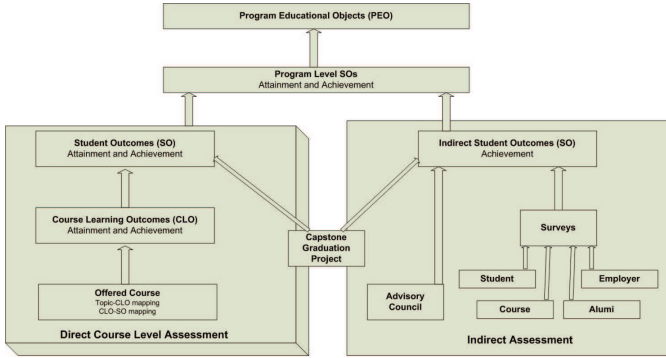 Program Educational Objects (PEO)
Program Level SOs
Attainment and Achievement
Student Outcomes (SO)
Attainment and Achievement
Indirect Student Outcomes (SO)
Achievement
Course Learning Outcomes (CLO)
Attainment and Achievement
Surveys
Capstone
Graduation
Project
Student
Employer
Offered Course
Topic-CLO mapping
CLO-SO mapping
Advisory
Council
Course
Alumi
Direct Course Level Assessment
Indirect Assessment